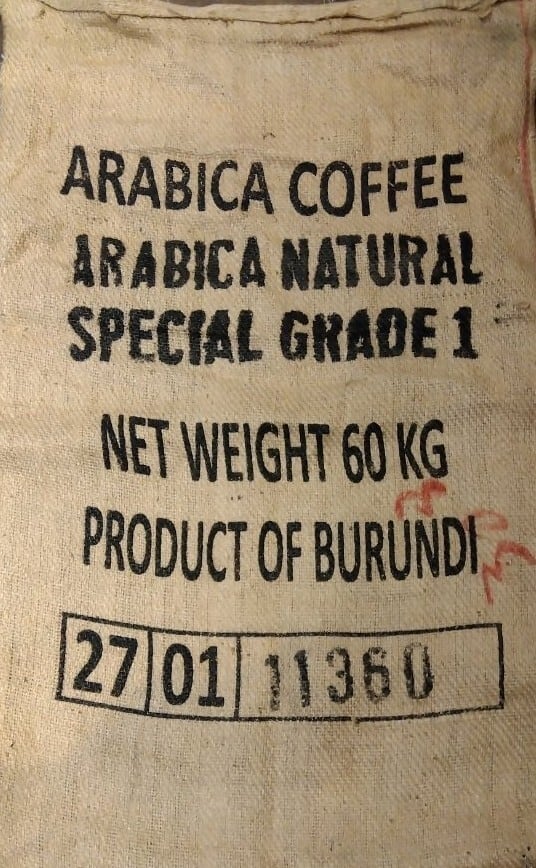 ARABICA COFFEE
ARABICA NATURAL
SPECIAL GRADE 1
NET WEIGHT 60 KG
PRODUCT OF BURUNDI
27 01 11360